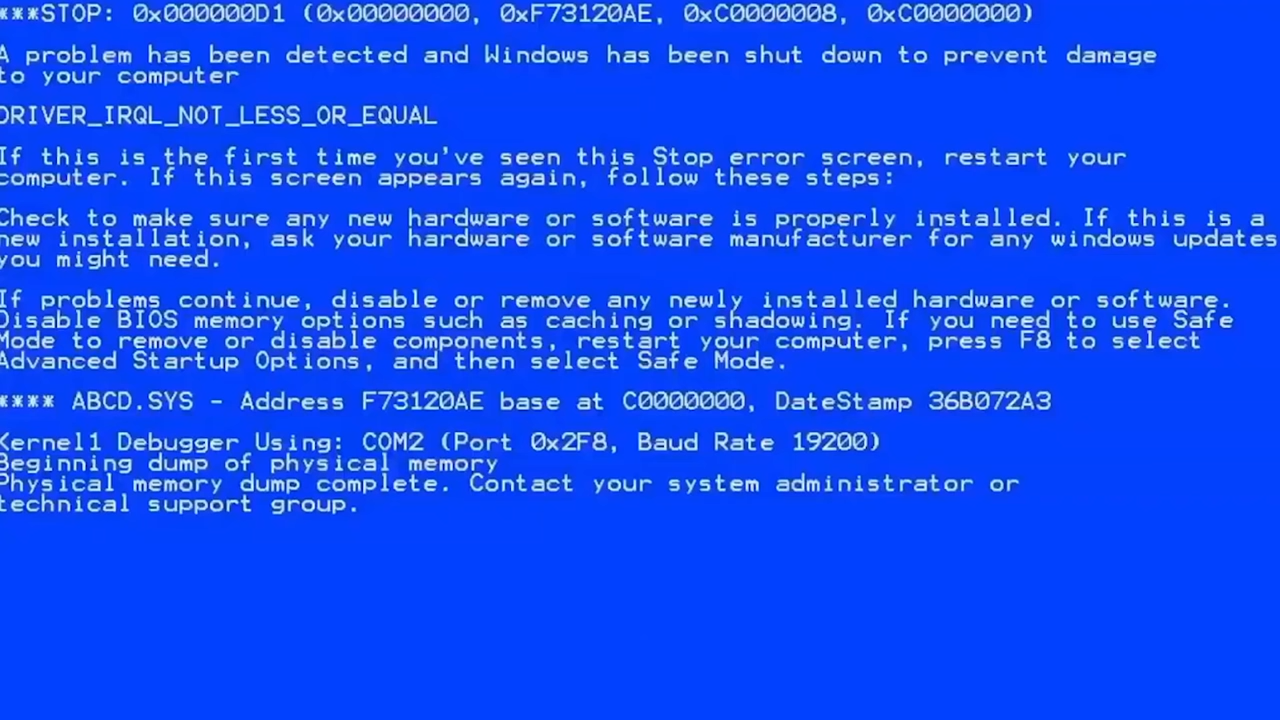 ***STOP: 0x000000D1 (0x00000000, 0xF73120AE, 0xC0000008, 0xC0000000)
A problem has been detected and Windows has been shut down to prevent damage
to your computer
DRIVER_IRQL_NOT_LESS_OR_EQUAL
If this is the first time you've seen this Stop error screen, restart your
computer. If this screen appears again, follow these steps:
Check to make sure any new hardware or software is properly installed. If this is a
new installation, ask your hardware or software manufacturer for any windows updates
you might need.
If problems continue, disable or remove any newly installed hardware or software.
Disable BIOS memory options such as caching or shadowing. If you need to use Safe
Mode to remove or disable components, restart your computer, press F8 to select
Advanced Startup Options, and then select Safe Mode.
**** ABCD.SYS - Address F73120AE base at C0000000, DateStamp 36B072A3
Kernel1 Debugger Using: COM2 (Port 0x2F8, Baud Rate 19200)
Beginning dump of physical memory
Physical memory dump complete. Contact your system administrator or
technical support group.